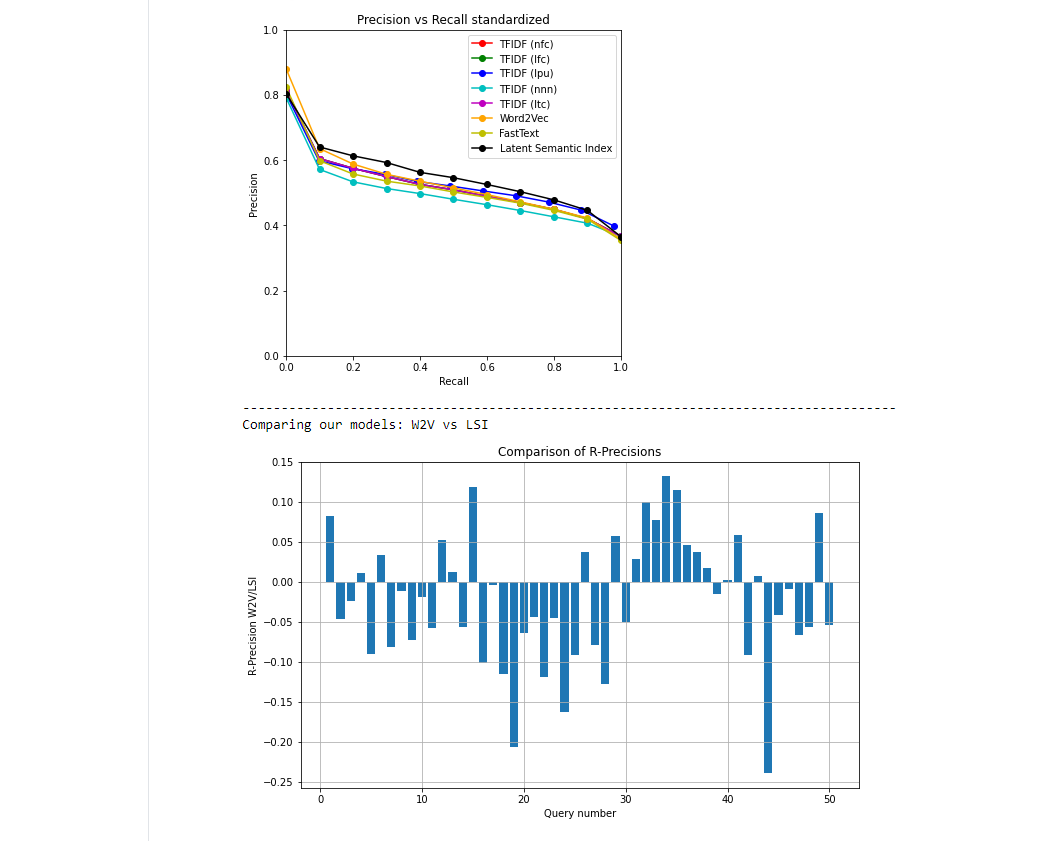 Precision vs Recall standardized
1.0
0.8
0.6
0.4
0.2
0.0
Precision
TFIDF (nfc)
TFIDF (lfc)
TFIDF (lpu)
TFIDF (nnn)
TFIDF (ltc)
Word2Vec
FastText
Latent Semantic Index
0.0 0.2 0.4 0.6 0.8 1.0
Recall
--------------------------------------------------------------------------------
Comparing our models: W2V vs LSI
Comparison of R-Precisions
0.15
0.10
0.05
0.00
−0.05
−0.10
−0.15
−0.20
−0.25
R-Precision W2V/LSI
0 10 20 30 40 50
Query number